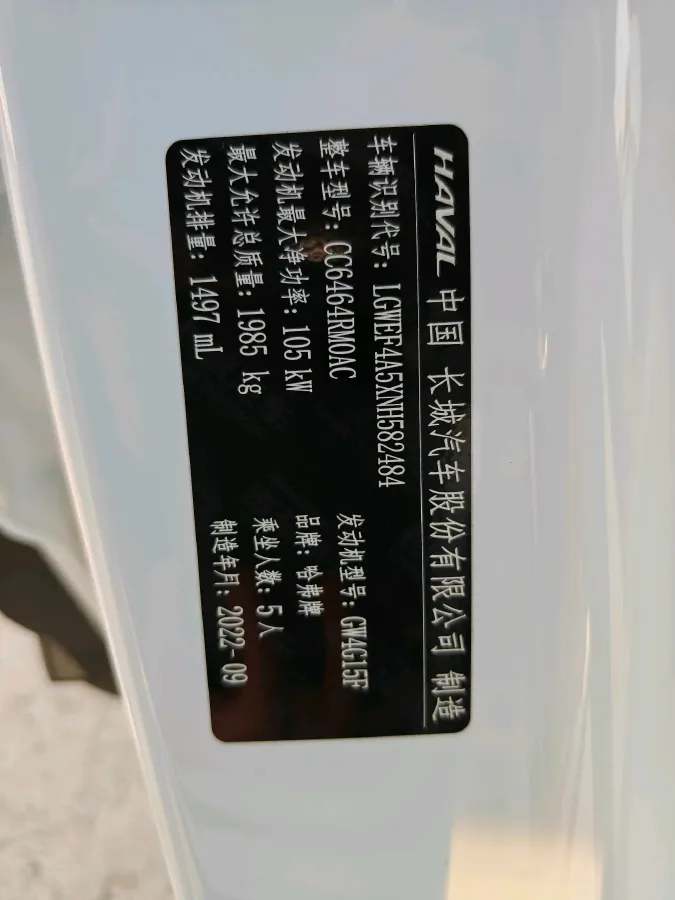 HAVAL 中国 长城汽车股份有限公司 制造
车辆识别代号: LGWEF4A5XNH582484
整车型号: CC6464RM0AC
发动机型号: GW4G15F
发动机最大净功率: 105 kW
品牌: 哈弗牌
最大允许总质量: 1985 kg
乘坐人数: 5人
发动机排量: 1497 mL
制造年月: 2022-09